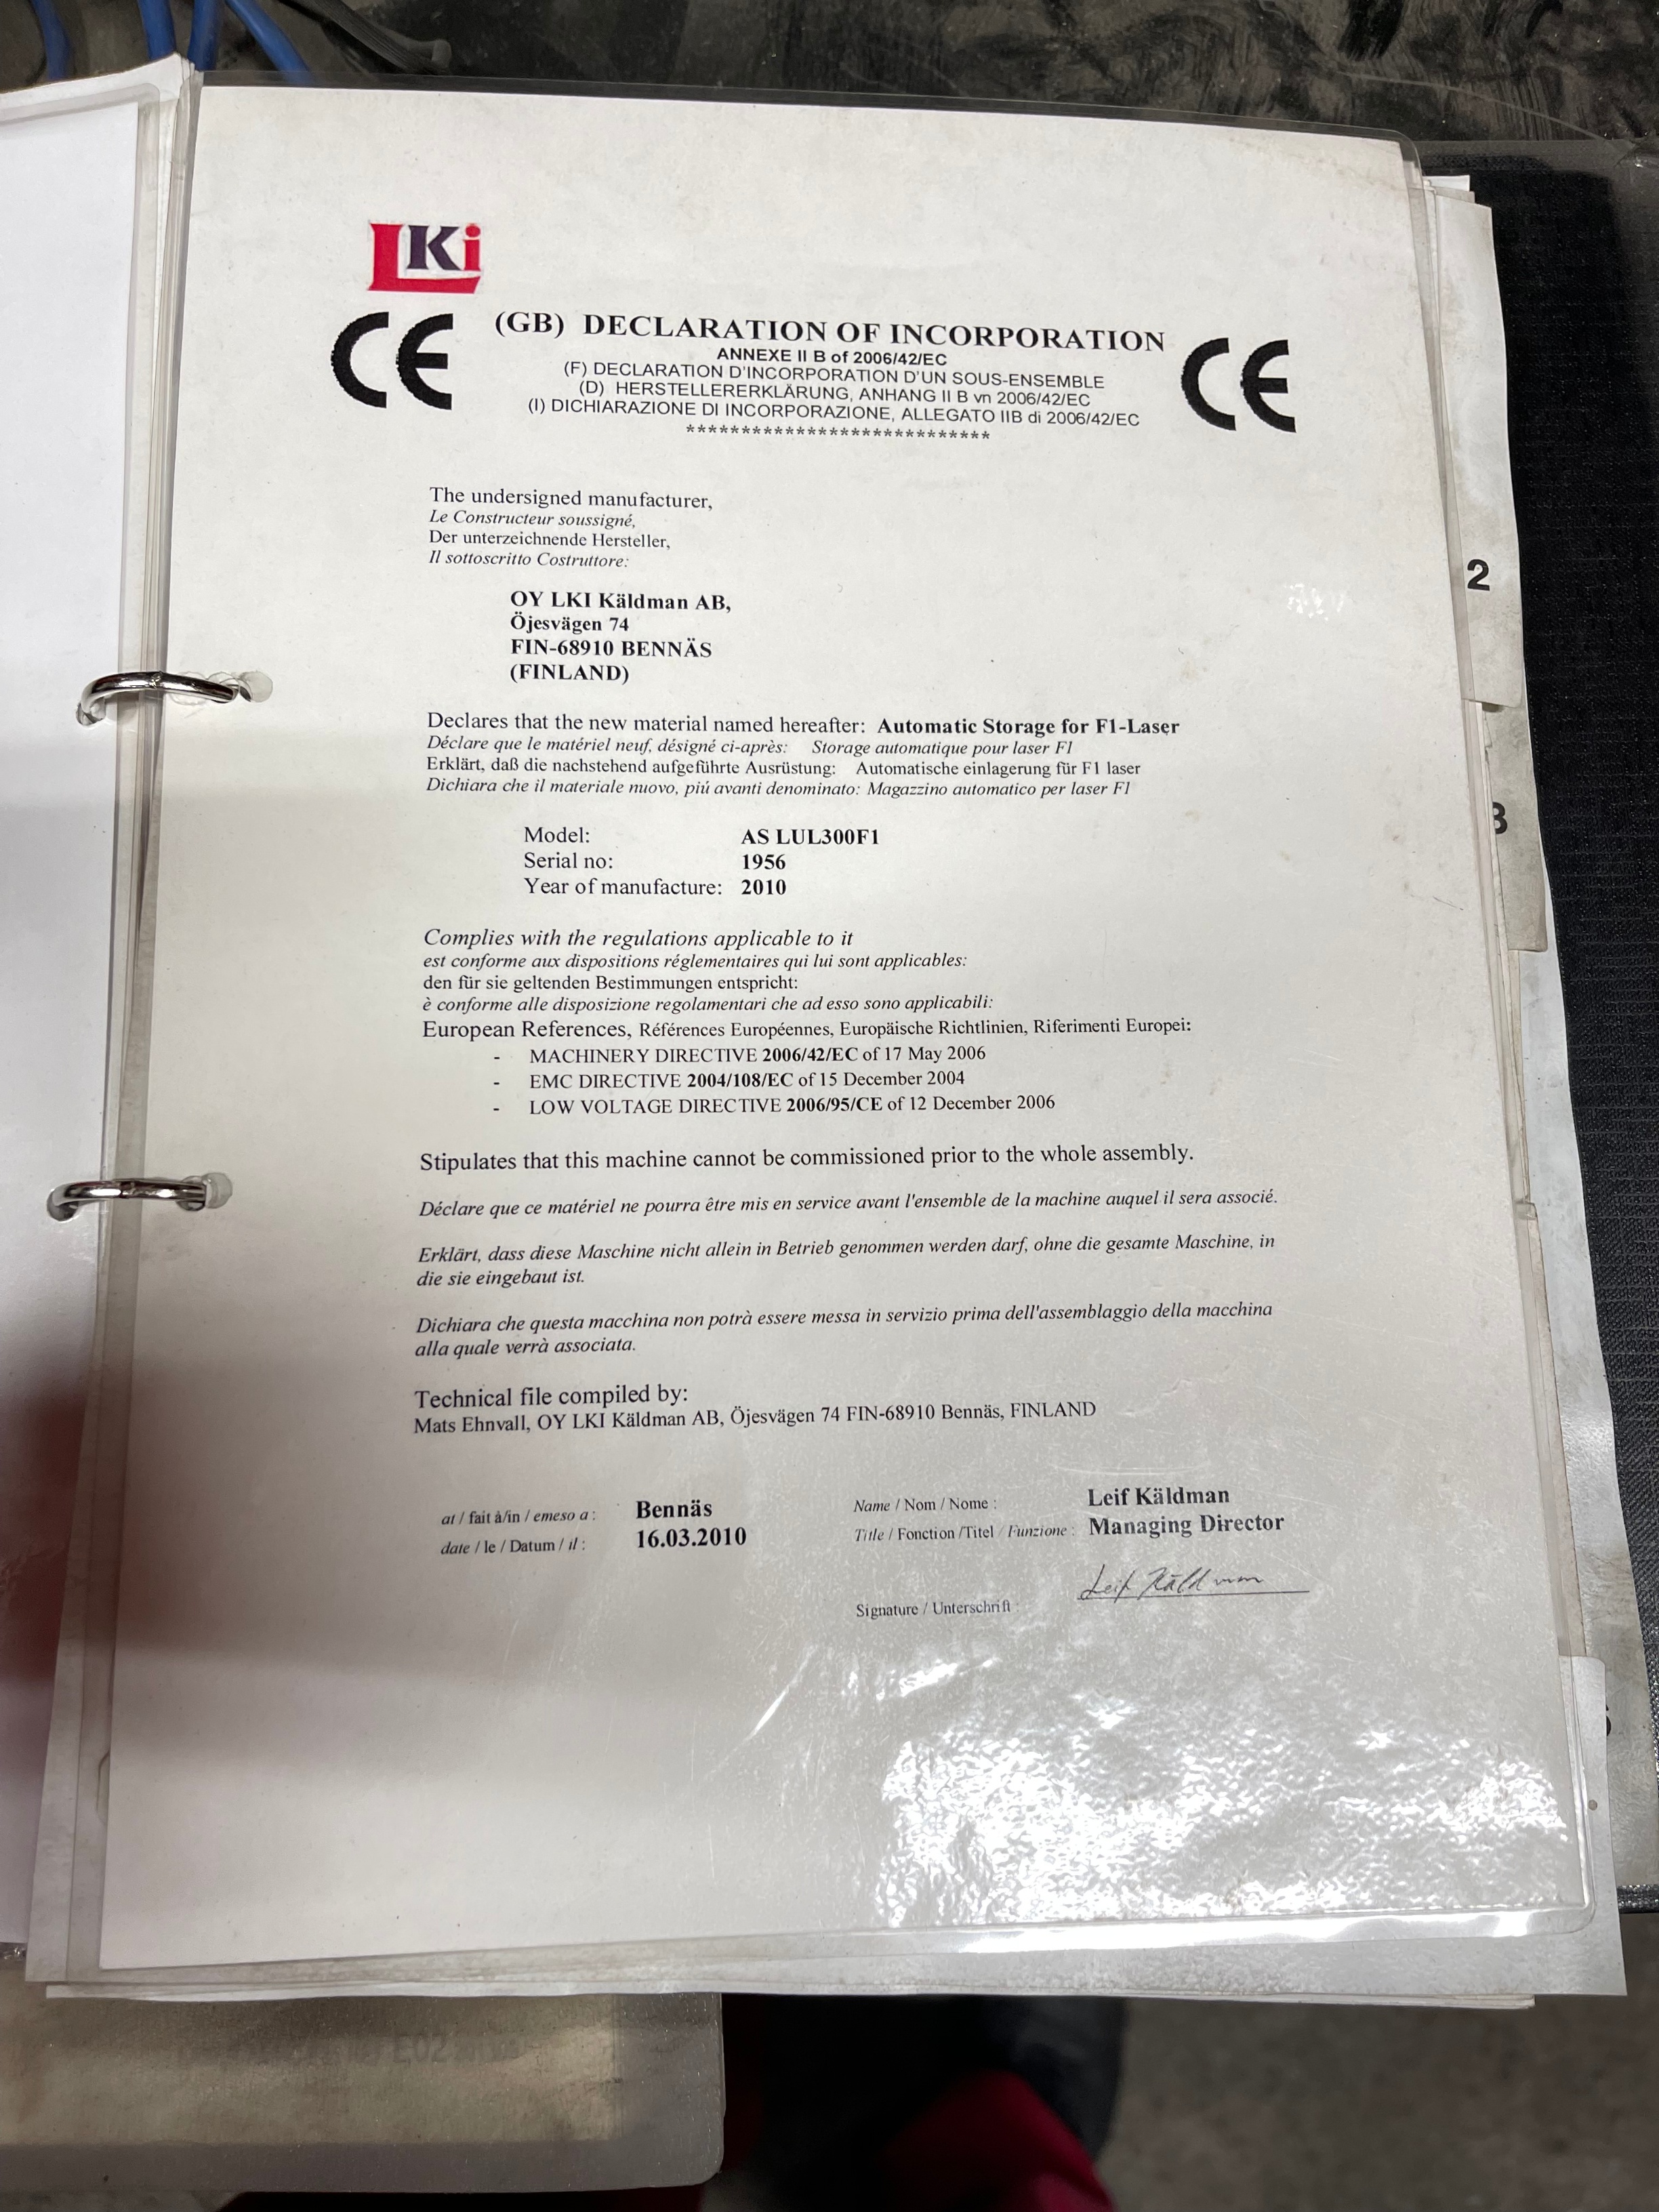 LKi
CE
(GB) DECLARATION OF INCORPORATION
CE
ANNEXE II B of 2006/42/EC
(F) DECLARATION D'INCORPORATION D'UN SOUS-ENSEMBLE
(D) HERSTELLERERKLÄRUNG, ANHANG II B vn 2006/42/EC
(I) DICHIARAZIONE DI INCORPORAZIONE, ALLEGATO IIB di 2006/42/EC
****************************
The undersigned manufacturer,
Le Constructeur soussigné,
Der unterzeichnende Hersteller,
Il sottoscritto Costruttore:
OY LKI Käldman AB,
Öjesvägen 74
FIN-68910 BENNÄS
(FINLAND)
Declares that the new material named hereafter: Automatic Storage for F1-Laser
Déclare que le matériel neuf, désigné ci-après: Storage automatique pour laser F1
Erklärt, daß die nachstehend aufgeführte Ausrüstung: Automatische einlagerung für F1 laser
Dichiara che il materiale nuovo, piú avanti denominato: Magazzino automatico per laser F1
Model: AS LUL300F1
Serial no: 1956
Year of manufacture: 2010
Complies with the regulations applicable to it
est conforme aux dispositions réglementaires qui lui sont applicables:
den für sie geltenden Bestimmungen entspricht:
è conforme alle disposizione regolamentari che ad esso sono applicabili:
European References, Références Européennes, Europäische Richtlinien, Riferimenti Europei:
- MACHINERY DIRECTIVE 2006/42/EC of 17 May 2006
- EMC DIRECTIVE 2004/108/EC of 15 December 2004
- LOW VOLTAGE DIRECTIVE 2006/95/CE of 12 December 2006
Stipulates that this machine cannot be commissioned prior to the whole assembly.
Déclare que ce matériel ne pourra être mis en service avant l'ensemble de la machine auquel il sera associé.
Erklärt, dass diese Maschine nicht allein in Betrieb genommen werden darf, ohne die gesamte Maschine, in
die sie eingebaut ist.
Dichiara che questa macchina non potrà essere messa in servizio prima dell'assemblaggio della macchina
alla quale verrà associata.
Technical file compiled by:
Mats Ehnvall, OY LKI Käldman AB, Öjesvägen 74 FIN-68910 Bennäs, FINLAND
at / fait à/in / emeso a : Bennäs
date / le / Datum / il : 16.03.2010
Name / Nom / Nome : Leif Käldman
Title / Fonction /Titel / Funzione : Managing Director
Leif Käldman
Signature / Unterschrift :
2
3